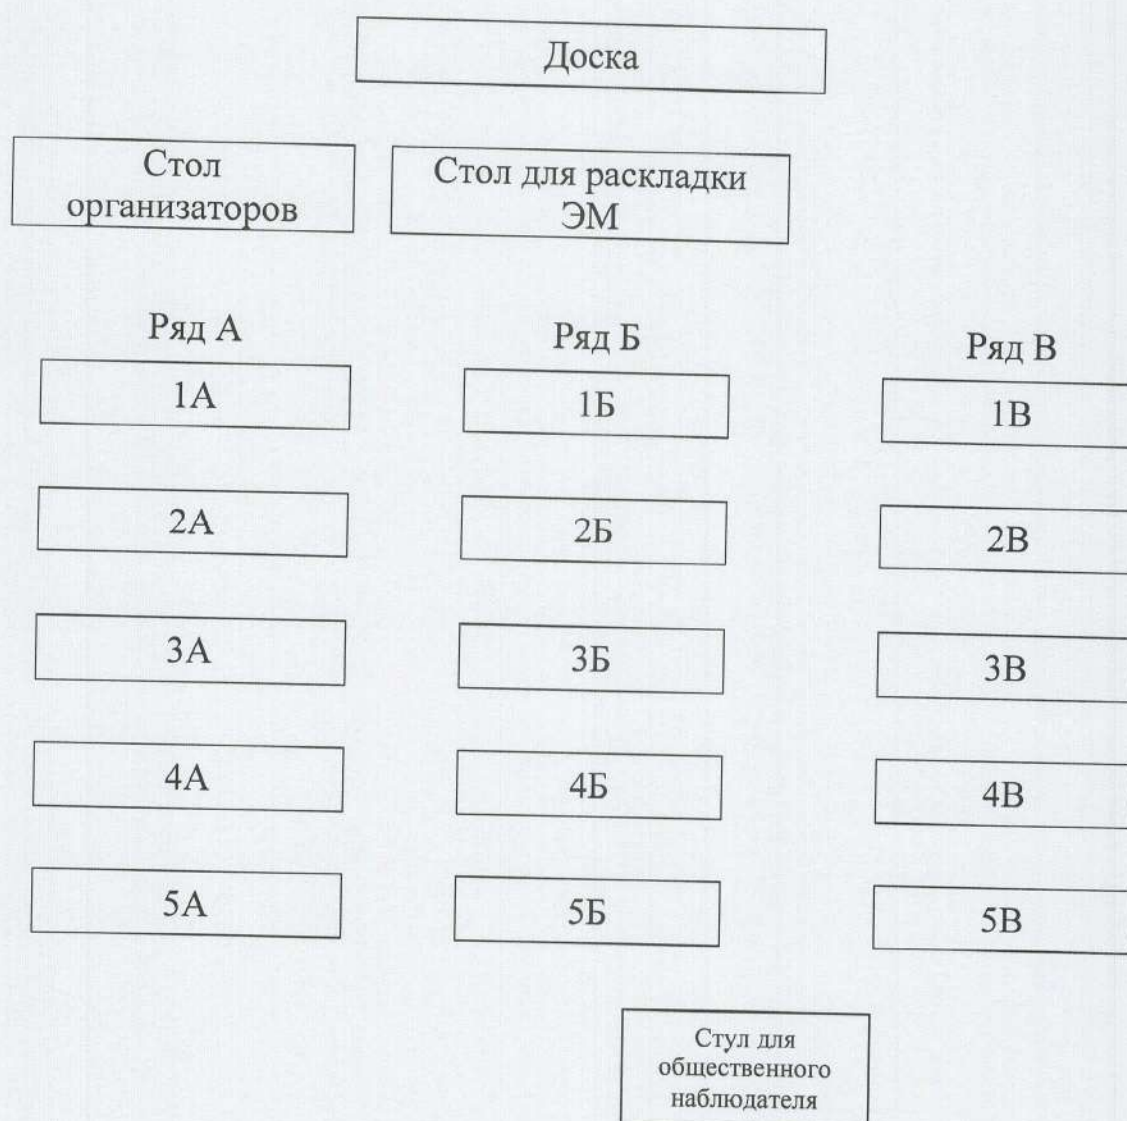 Доска
Стол
организаторов
Стол для раскладки
ЭМ
Ряд А
Ряд Б
Ряд В
1А
1Б
1В
2А
2Б
2В
3А
3Б
3В
4А
4Б
4В
5А
5Б
5В
Стул для
общественного
наблюдателя